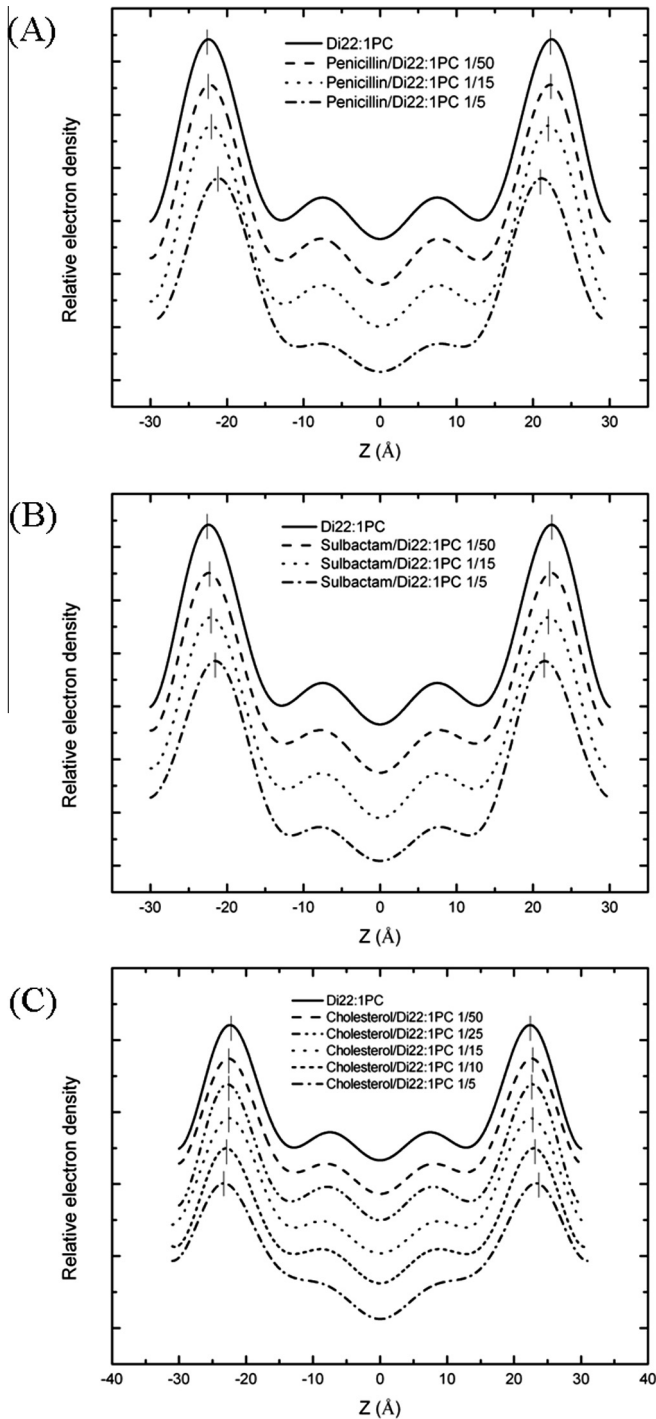 (A)
Di22:1PC
Penicillin/Di22:1PC 1/50
Penicillin/Di22:1PC 1/15
Penicillin/Di22:1PC 1/5
Relative electron density
-30 -20 -10 0 10 20 30
Z (Å)
(B)
Di22:1PC
Sulbactam/Di22:1PC 1/50
Sulbactam/Di22:1PC 1/15
Sulbactam/Di22:1PC 1/5
Relative electron density
-30 -20 -10 0 10 20 30
Z (Å)
(C)
Di22:1PC
Cholesterol/Di22:1PC 1/50
Cholesterol/Di22:1PC 1/25
Cholesterol/Di22:1PC 1/15
Cholesterol/Di22:1PC 1/10
Cholesterol/Di22:1PC 1/5
Relative electron density
-40 -30 -20 -10 0 10 20 30 40
Z (Å)